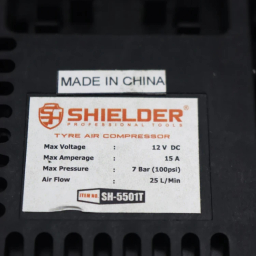 MADE IN CHINA
SHIELDER
PROFESSIONAL TOOLS
TYRE AIR COMPRESSOR
Max Voltage : 12 V DC
Max Amperage : 15 A
Max Pressure : 7 Bar (100psi)
Air Flow : 25 L/Min
ITEM NO. SH-5501T